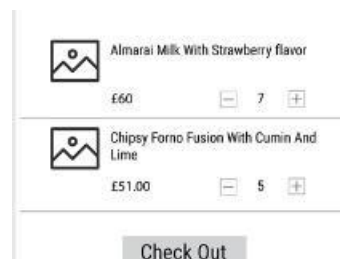 Almarai Milk With Strawberry flavor
£60
7
Chipsy Forno Fusion With Cumin And
Lime
£51.00
5
Check Out